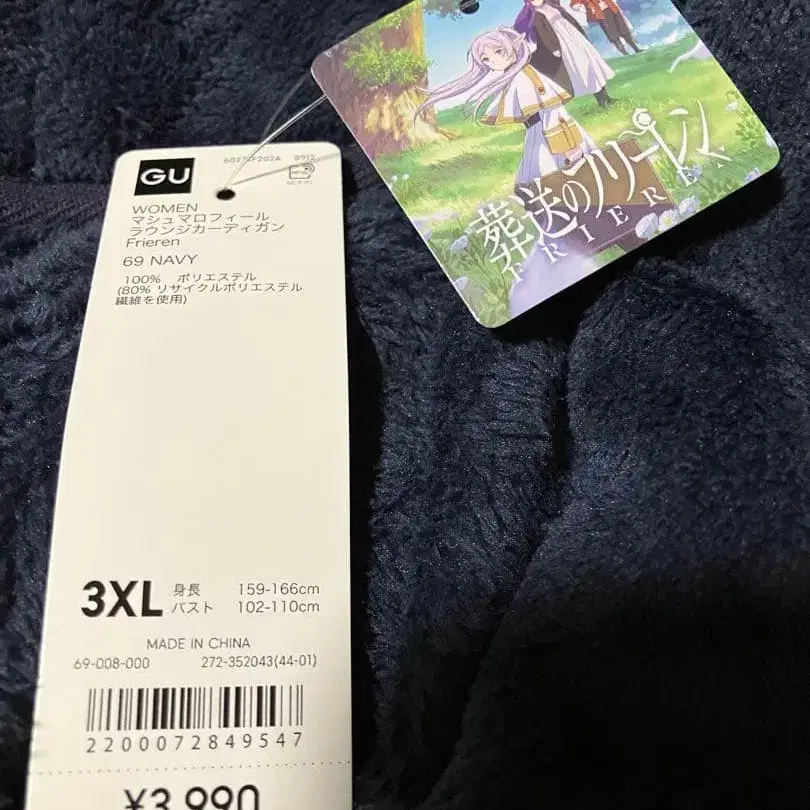 GU
B912
WOMEN
マシュマロフィール
ラウンジカーディガン
Frieren
69 NAVY
100% ポリエステル
(80% リサイクルポリエステル
繊維を使用)
3XL
身長 159-166cm
バスト 102-110cm
MADE IN CHINA
69-008-000 272-352043(44-01)
2200072849547
¥3,990
葬送のフリーレン
FRIEREN